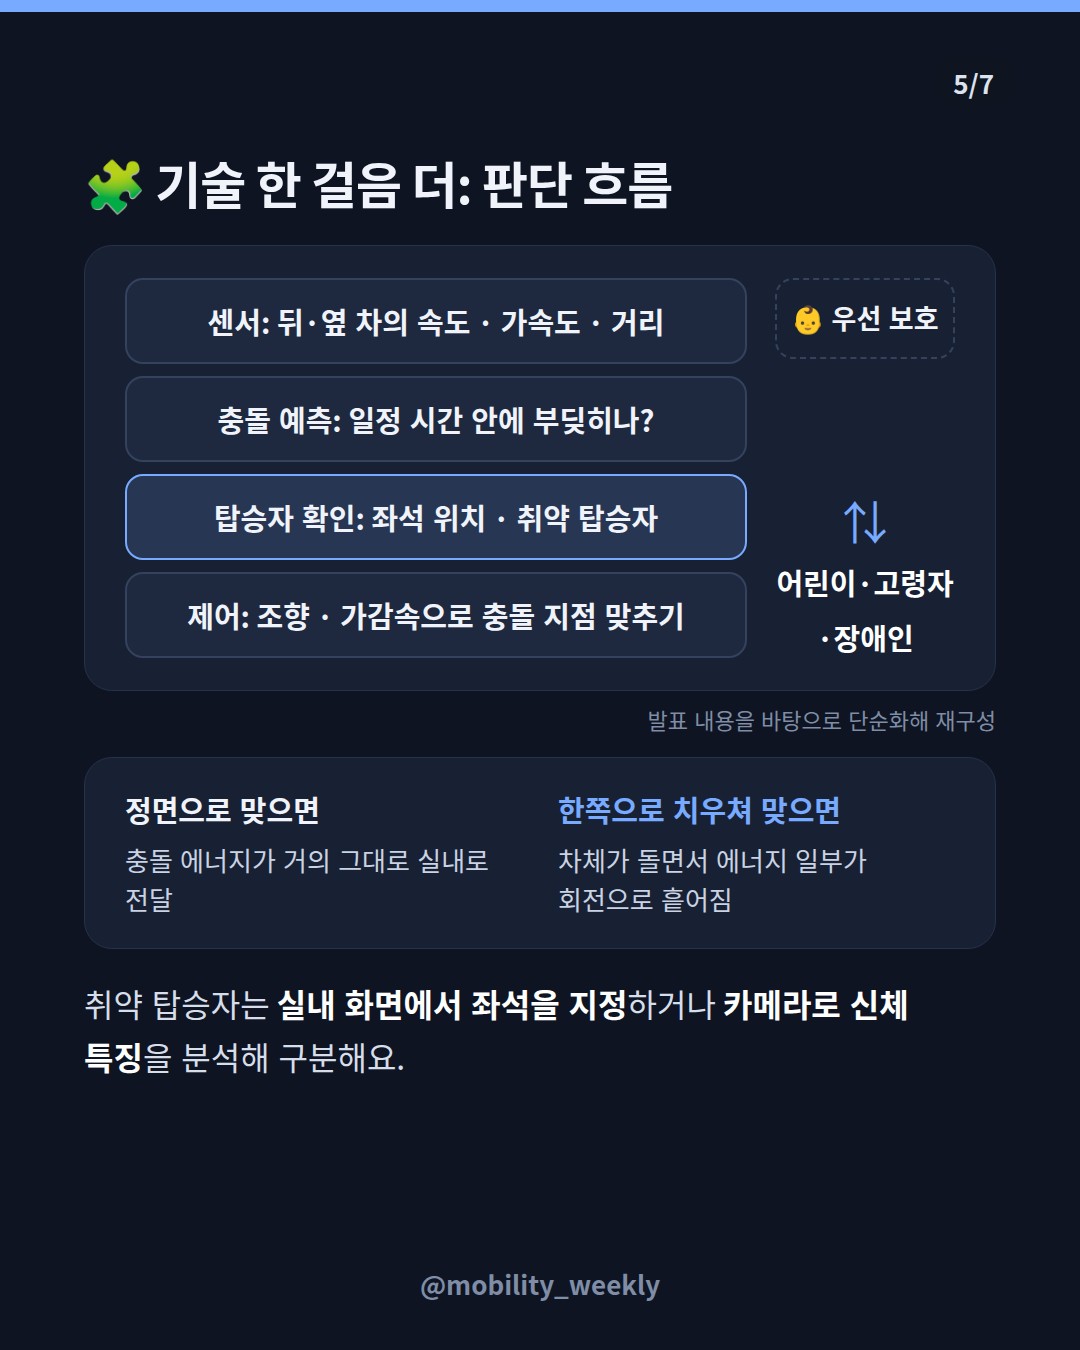 5/7
🧩 기술 한 걸음 더: 판단 흐름
센서: 뒤·옆 차의 속도 · 가속도 · 거리
충돌 예측: 일정 시간 안에 부딪히나?
탑승자 확인: 좌석 위치 · 취약 탑승자
제어: 조향 · 가감속으로 충돌 지점 맞추기
👶 우선 보호
⇅
어린이·고령자
·장애인
발표 내용을 바탕으로 단순화해 재구성
정면으로 맞으면
충돌 에너지가 거의 그대로 실내로
전달
한쪽으로 치우쳐 맞으면
차체가 돌면서 에너지 일부가
회전으로 흩어짐
취약 탑승자는 실내 화면에서 좌석을 지정하거나 카메라로 신체
특징을 분석해 구분해요.
@mobility_weekly